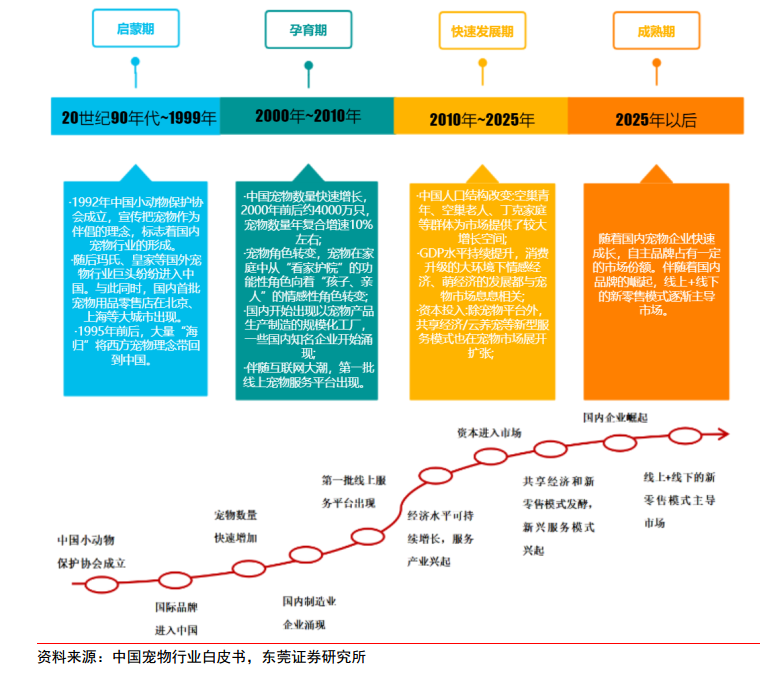 启蒙期
孕育期
快速发展期
成熟期
20世纪90年代~1999年
2000年~2010年
2010年~2025年
2025年以后
·1992年中国小动物保护协
会成立，宣传把宠物作为
伴侣的理念，标志着国内
宠物行业的形成。
·随后玛氏、皇家等国外宠
物行业巨头纷纷进入中
国。与此同时，国内首批
宠物用品零售店在北京、
上海等大城市出现。
·1995年前后，大量“海
归”将西方宠物理念带回
到中国。
·中国宠物数量快速增长，
2000年前后约4000万只，
宠物数量年复合增速10%
左右；
·宠物角色转变，宠物在家
庭中从“看家护院”的功
能性角色向着“孩子、亲
人”的情感性角色转变；
·国内开始出现以宠物产品
生产制造的规模化工厂，
一些国内知名企业开始涌
现；
·伴随互联网大潮，第一批
线上宠物服务平台出现。
·中国人口结构改变:空巢青
年、空巢老人、丁克家庭
等群体为市场提供了较大
增长空间；
·GDP水平持续提升，消费
升级的大环境下情感经
济、萌经济的发展都与宠
物市场息息相关；
·资本投入:除宠物平台外，
共享经济/云养宠等新型服
务模式也在宠物市场展开
扩张；
随着国内宠物企业快速
成长，自主品牌占有一定
的市场份额。伴随着国内
品牌的崛起，线上+线下
的新零售模式逐渐主导
市场。
中国小动物
保护协会成立
国际品牌
进入中国
宠物数量
快速增加
国内制造业
企业涌现
第一批线上服
务平台出现
经济水平可持
续增长，服务
产业兴起
资本进入市场
共享经济和新
零售模式发酵，
新兴服务模式
兴起
国内企业崛起
线上+线下的新
零售模式主导
市场
资料来源：中国宠物行业白皮书，东莞证券研究所